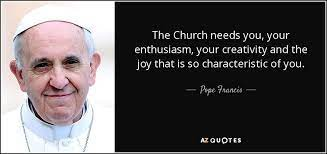 The Church needs you, your
enthusiasm, your creativity and the
joy that is so characteristic of you.
Pope Francis
AZ QUOTES